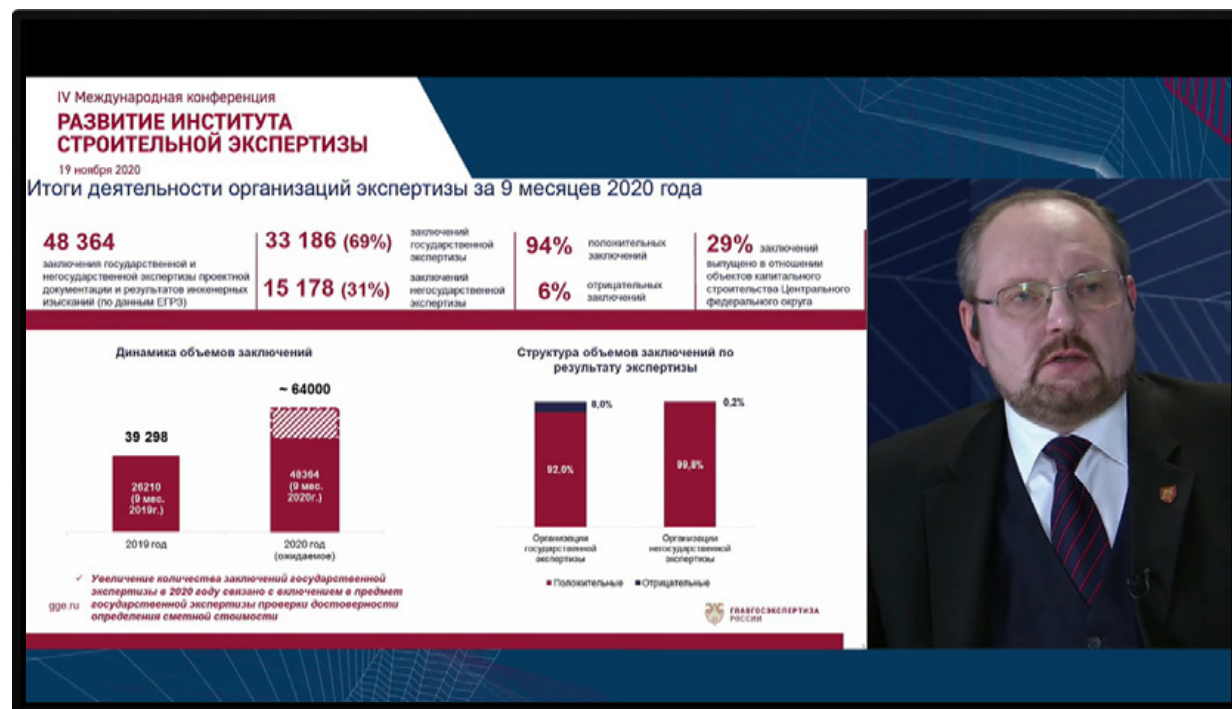 IV Международная конференция
РАЗВИТИЕ ИНСТИТУТА
СТРОИТЕЛЬНОЙ ЭКСПЕРТИЗЫ
19 ноября 2020
Итоги деятельности организаций экспертизы за 9 месяцев 2020 года
48 364
заключения государственной и
негосударственной экспертизы проектной
документации и результатов инженерных
изысканий (по данным ЕГРЗ)
33 186 (69%)
заключений
государственной
экспертизы
15 178 (31%)
заключений
негосударственной
экспертизы
94%
положительных
заключений
6%
отрицательных
заключений
29% заключений
выпущено в отношении
объектов капитального
строительства Центрального
федерального округа
Динамика объемов заключений
~ 64000
39 298
26210
(9 мес.
2019г.)
48364
(9 мес.
2020г.)
2019 год
2020 год
(ожидаемое)
Структура объемов заключений по
результату экспертизы
8,0%
0,2%
92,0%
99,8%
Организации
государственной
экспертизы
Организации
негосударственной
экспертизы
Положительные
Отрицательные
✓ Увеличение количества заключений государственной
экспертизы в 2020 году связано с включением в предмет
государственной экспертизы проверки достоверности
определения сметной стоимости
gge.ru
ГЛАВГОСЭКСПЕРТИЗА
РОССИИ